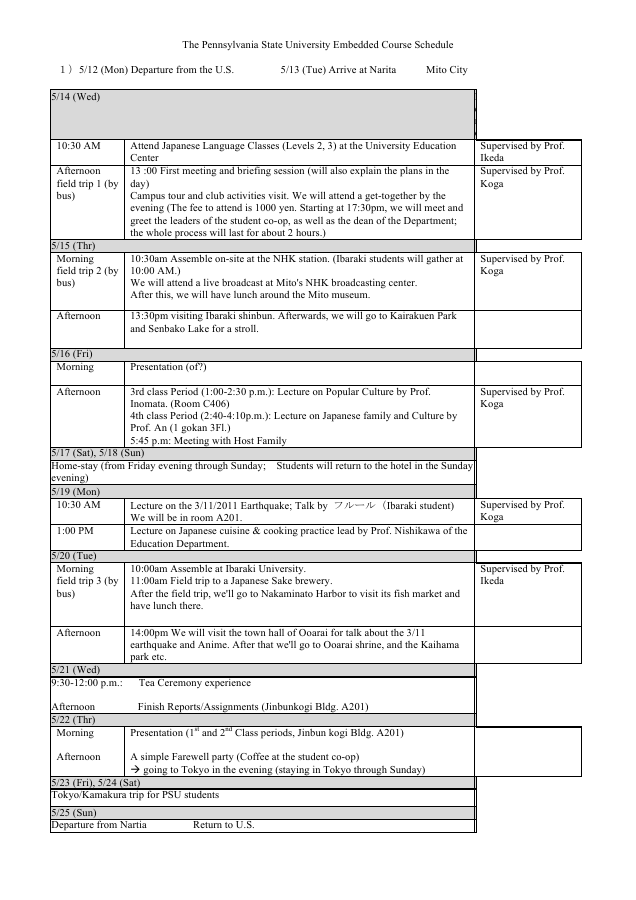 The Pennsylvania State University Embedded Course Schedule
1） 5/12 (Mon) Departure from the U.S. 5/13 (Tue) Arrive at Narita Mito City
5/14 (Wed)
10:30 AM Attend Japanese Language Classes (Levels 2, 3) at the University Education Supervised by Prof.
Center Ikeda
Afternoon 13 :00 First meeting and briefing session (will also explain the plans in the Supervised by Prof.
field trip 1 (by day) Koga
bus) Campus tour and club activities visit. We will attend a get-together by the
evening (The fee to attend is 1000 yen. Starting at 17:30pm, we will meet and
greet the leaders of the student co-op, as well as the dean of the Department;
the whole process will last for about 2 hours.)
5/15 (Thr)
Morning 10:30am Assemble on-site at the NHK station. (Ibaraki students will gather at Supervised by Prof.
field trip 2 (by 10:00 AM.) Koga
bus) We will attend a live broadcast at Mito's NHK broadcasting center.
After this, we will have lunch around the Mito museum.
Afternoon 13:30pm visiting Ibaraki shinbun. Afterwards, we will go to Kairakuen Park
and Senbako Lake for a stroll.
5/16 (Fri)
Morning Presentation (of?)
Afternoon 3rd class Period (1:00-2:30 p.m.): Lecture on Popular Culture by Prof. Supervised by Prof.
Inomata. (Room C406) Koga
4th class Period (2:40-4:10p.m.): Lecture on Japanese family and Culture by
Prof. An (1 gokan 3Fl.)
5:45 p.m: Meeting with Host Family
5/17 (Sat), 5/18 (Sun)
Home-stay (from Friday evening through Sunday; Students will return to the hotel in the Sunday
evening)
5/19 (Mon)
10:30 AM Lecture on the 3/11/2011 Earthquake; Talk by フルール （Ibaraki student) Supervised by Prof.
We will be in room A201. Koga
1:00 PM Lecture on Japanese cuisine & cooking practice lead by Prof. Nishikawa of the
Education Department.
5/20 (Tue)
Morning 10:00am Assemble at Ibaraki University. Supervised by Prof.
field trip 3 (by 11:00am Field trip to a Japanese Sake brewery. Ikeda
bus) After the field trip, we'll go to Nakaminato Harbor to visit its fish market and
have lunch there.
Afternoon 14:00pm We will visit the town hall of Ooarai for talk about the 3/11
earthquake and Anime. After that we'll go to Ooarai shrine, and the Kaihama
park etc.
5/21 (Wed)
9:30-12:00 p.m.: Tea Ceremony experience
Afternoon Finish Reports/Assignments (Jinbunkogi Bldg. A201)
5/22 (Thr)
Morning Presentation (1st and 2nd Class periods, Jinbun kogi Bldg. A201)
Afternoon A simple Farewell party (Coffee at the student co-op)
→ going to Tokyo in the evening (staying in Tokyo through Sunday)
5/23 (Fri), 5/24 (Sat)
Tokyo/Kamakura trip for PSU students
5/25 (Sun)
Departure from Nartia Return to U.S.